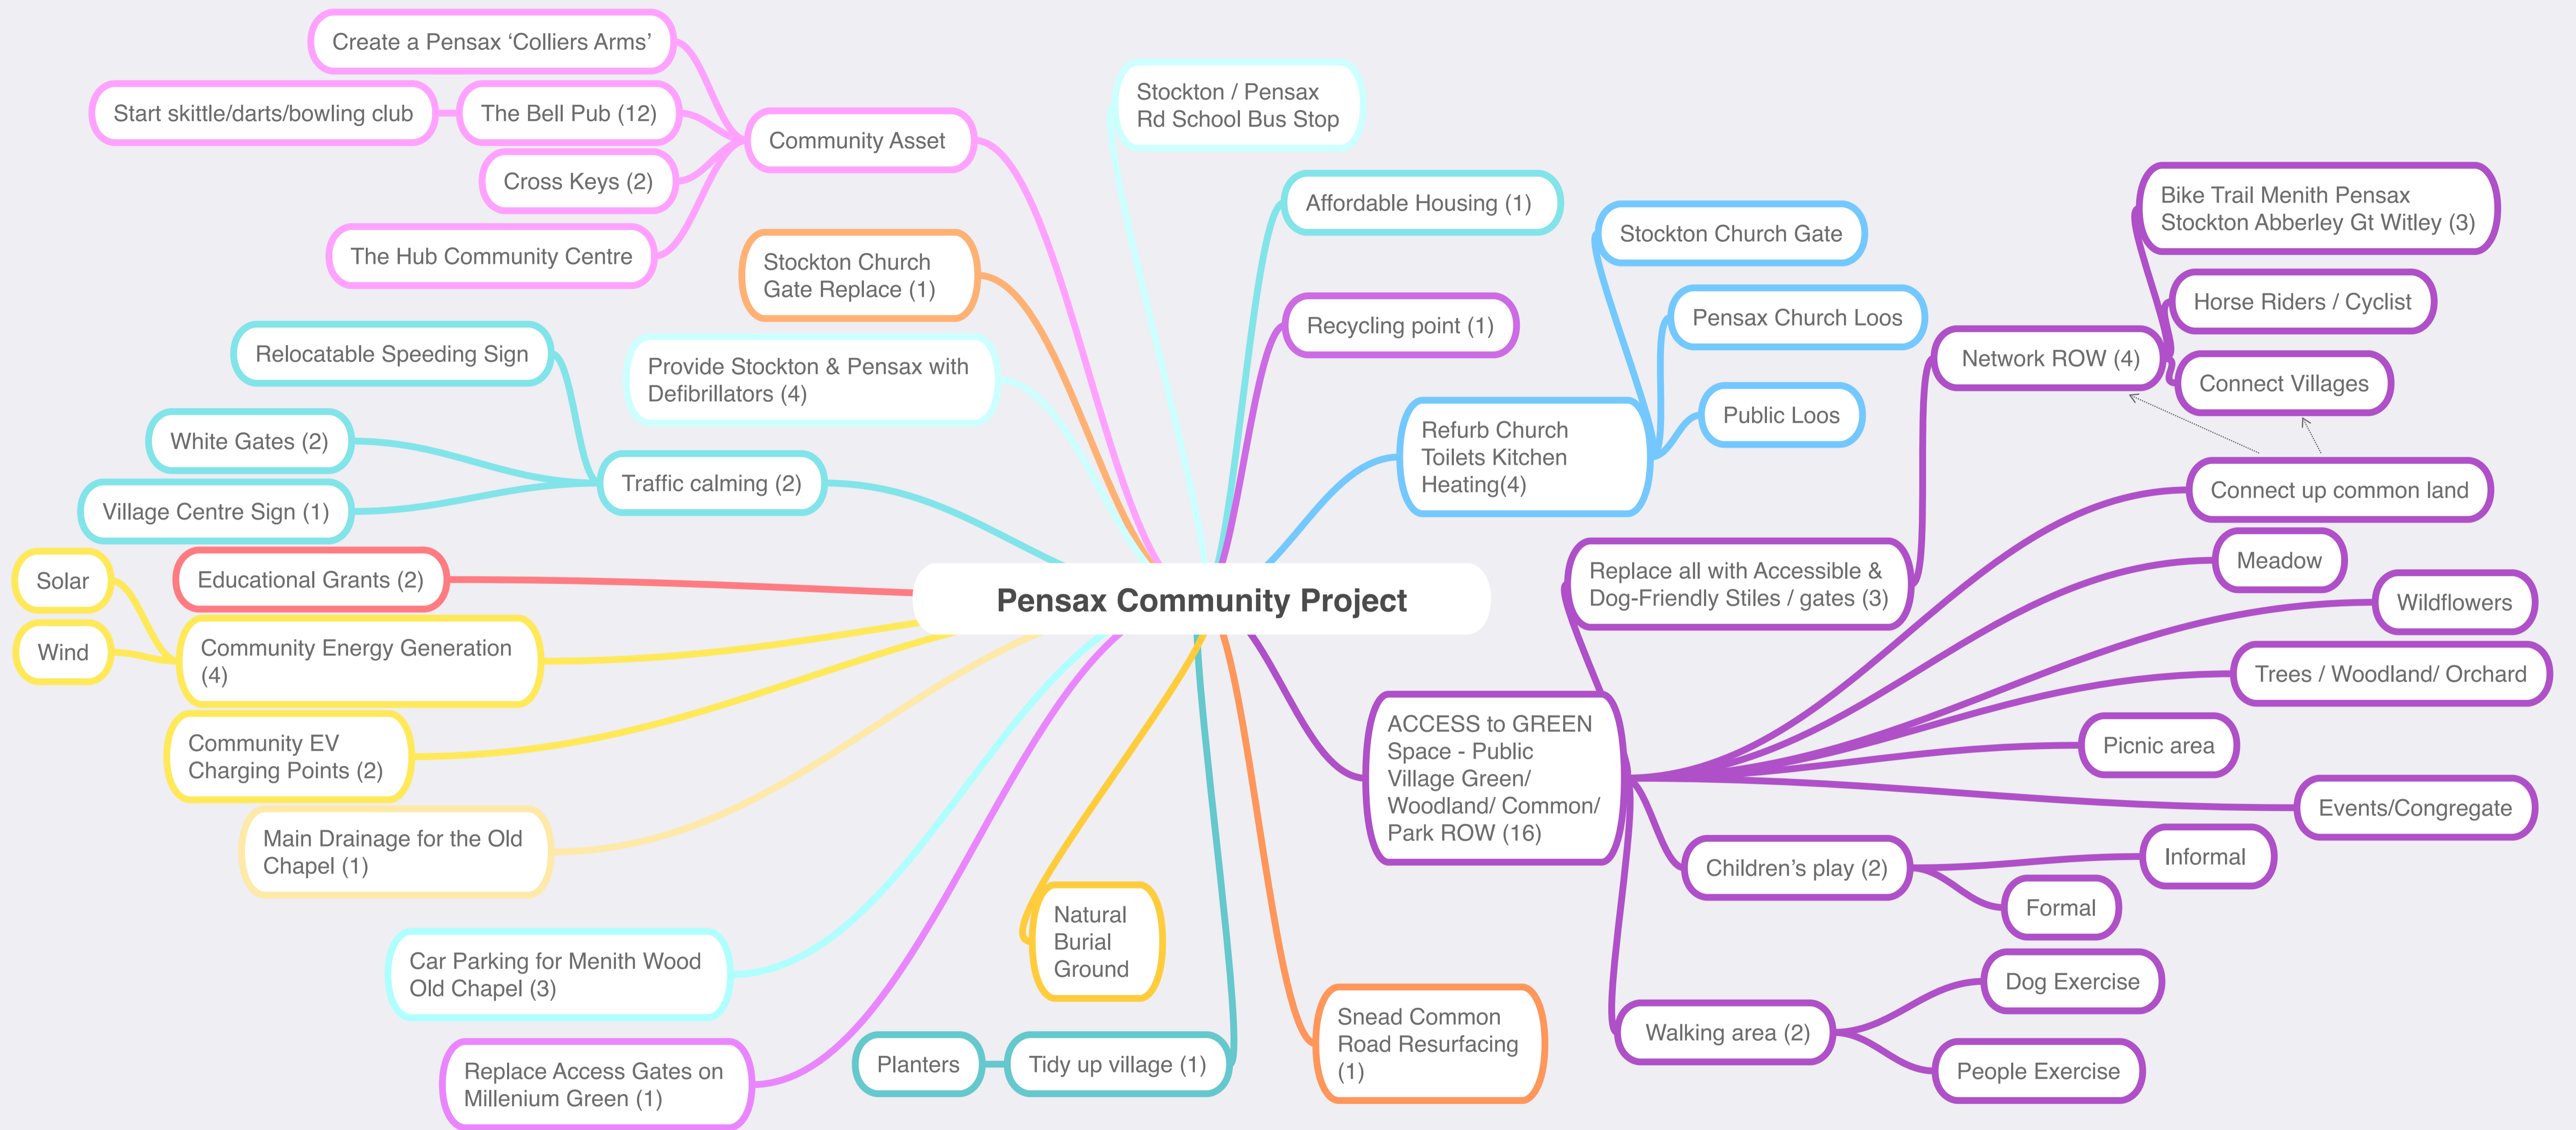 Create a Pensax ‘Colliers Arms’
Start skittle/darts/bowling club
The Bell Pub (12)
Cross Keys (2)
The Hub Community Centre
Community Asset
Stockton / Pensax
Rd School Bus Stop
Affordable Housing (1)
Recycling point (1)
Stockton Church
Gate Replace (1)
Provide Stockton & Pensax with
Defibrillators (4)
Relocatable Speeding Sign
White Gates (2)
Village Centre Sign (1)
Traffic calming (2)
Educational Grants (2)
Solar
Wind
Community Energy Generation
(4)
Community EV
Charging Points (2)
Main Drainage for the Old
Chapel (1)
Car Parking for Menith Wood
Old Chapel (3)
Replace Access Gates on
Millenium Green (1)
Pensax Community Project
Natural
Burial
Ground
Planters
Tidy up village (1)
Snead Common
Road Resurfacing
(1)
Stockton Church Gate
Pensax Church Loos
Public Loos
Refurb Church
Toilets Kitchen
Heating(4)
Bike Trail Menith Pensax
Stockton Abberley Gt Witley (3)
Horse Riders / Cyclist
Network ROW (4)
Connect Villages
Connect up common land
Replace all with Accessible &
Dog-Friendly Stiles / gates (3)
Meadow
Wildflowers
Trees / Woodland/ Orchard
Picnic area
Events/Congregate
ACCESS to GREEN
Space - Public
Village Green/
Woodland/ Common/
Park ROW (16)
Children’s play (2)
Informal
Formal
Dog Exercise
Walking area (2)
People Exercise